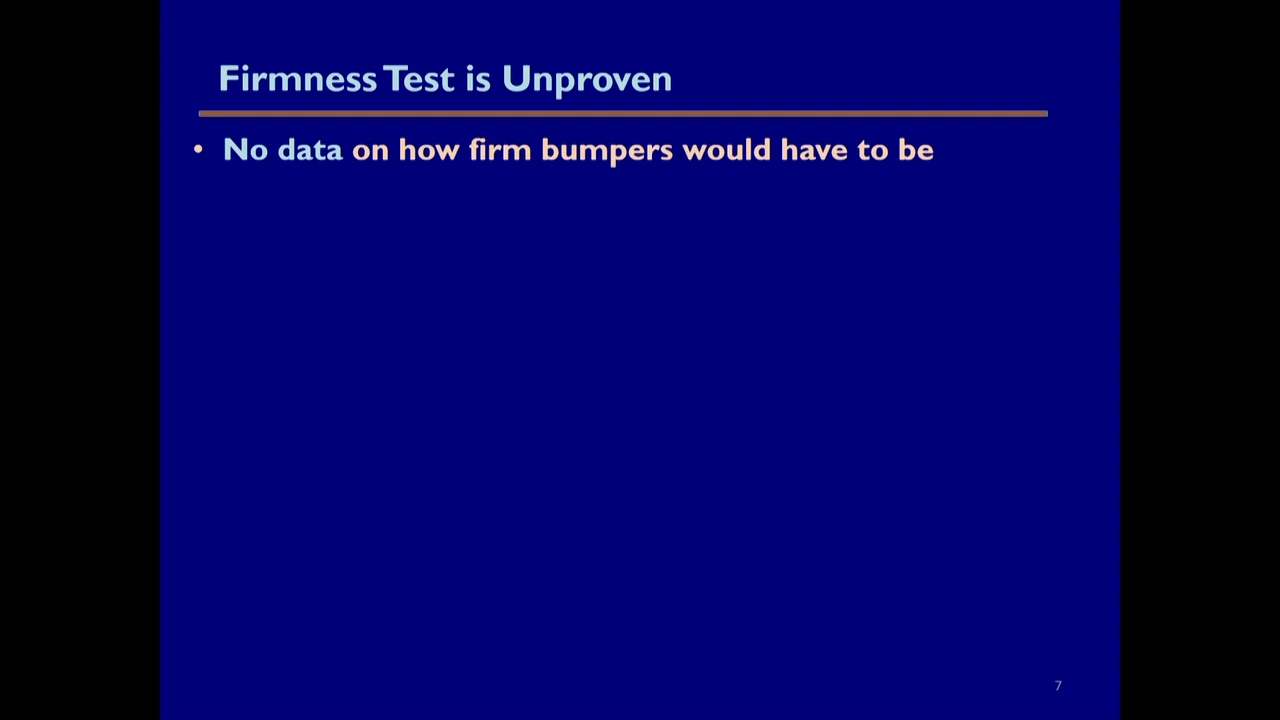 Firmness Test is Unproven
• No data on how firm bumpers would have to be
7